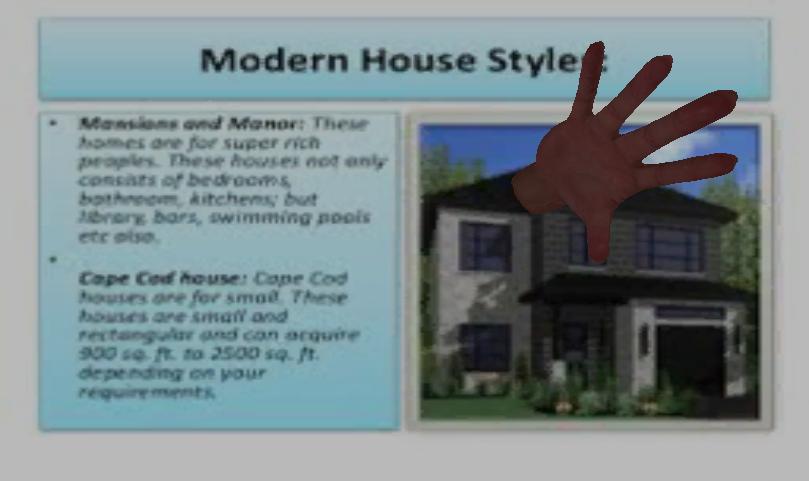 Modern House Style
• Mansions and Manor: These
homes are for super rich
peoples. These houses not only
consists of bedrooms,
bathroom, kitchens; but
library, bars, swimming pools
etc also.
•
Cape Cod house: Cape Cod
houses are for small. These
houses are small and
rectangular and can acquire
900 sq. ft. to 2500 sq. ft.
depending on your
requirements.